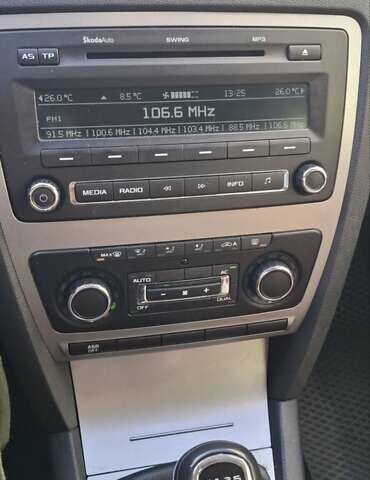 ŠkodaAuto SWING MP3
AS TP
26.0°C 8.5°C 13:25 26.0°C
106.6 MHz
FM1
91.5 MHz 100.6 MHz 104.4 MHz 103.4 MHz 88.5 MHz 106.6 MHz
MEDIA RADIO INFO
MAX A
AUTO AC
- +
OFF DUAL
ASR
OFF